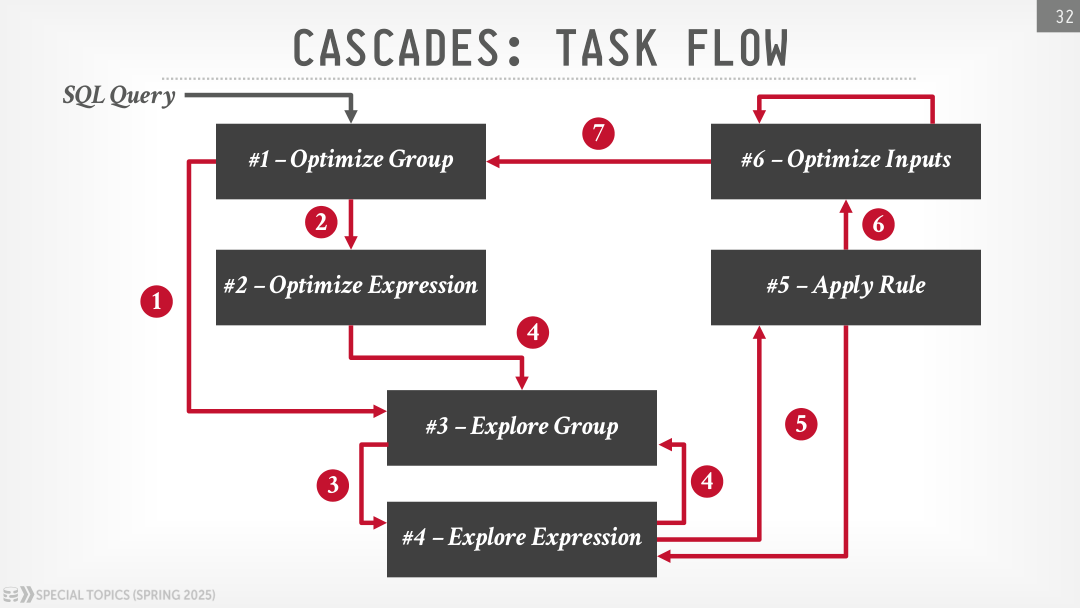 32
CASCADES: TASK FLOW
SQL Query
#1 – Optimize Group
7
#6 – Optimize Inputs
2
6
#2 – Optimize Expression
#5 – Apply Rule
1
4
#3 – Explore Group
5
3
4
#4 – Explore Expression
SPECIAL TOPICS (SPRING 2025)